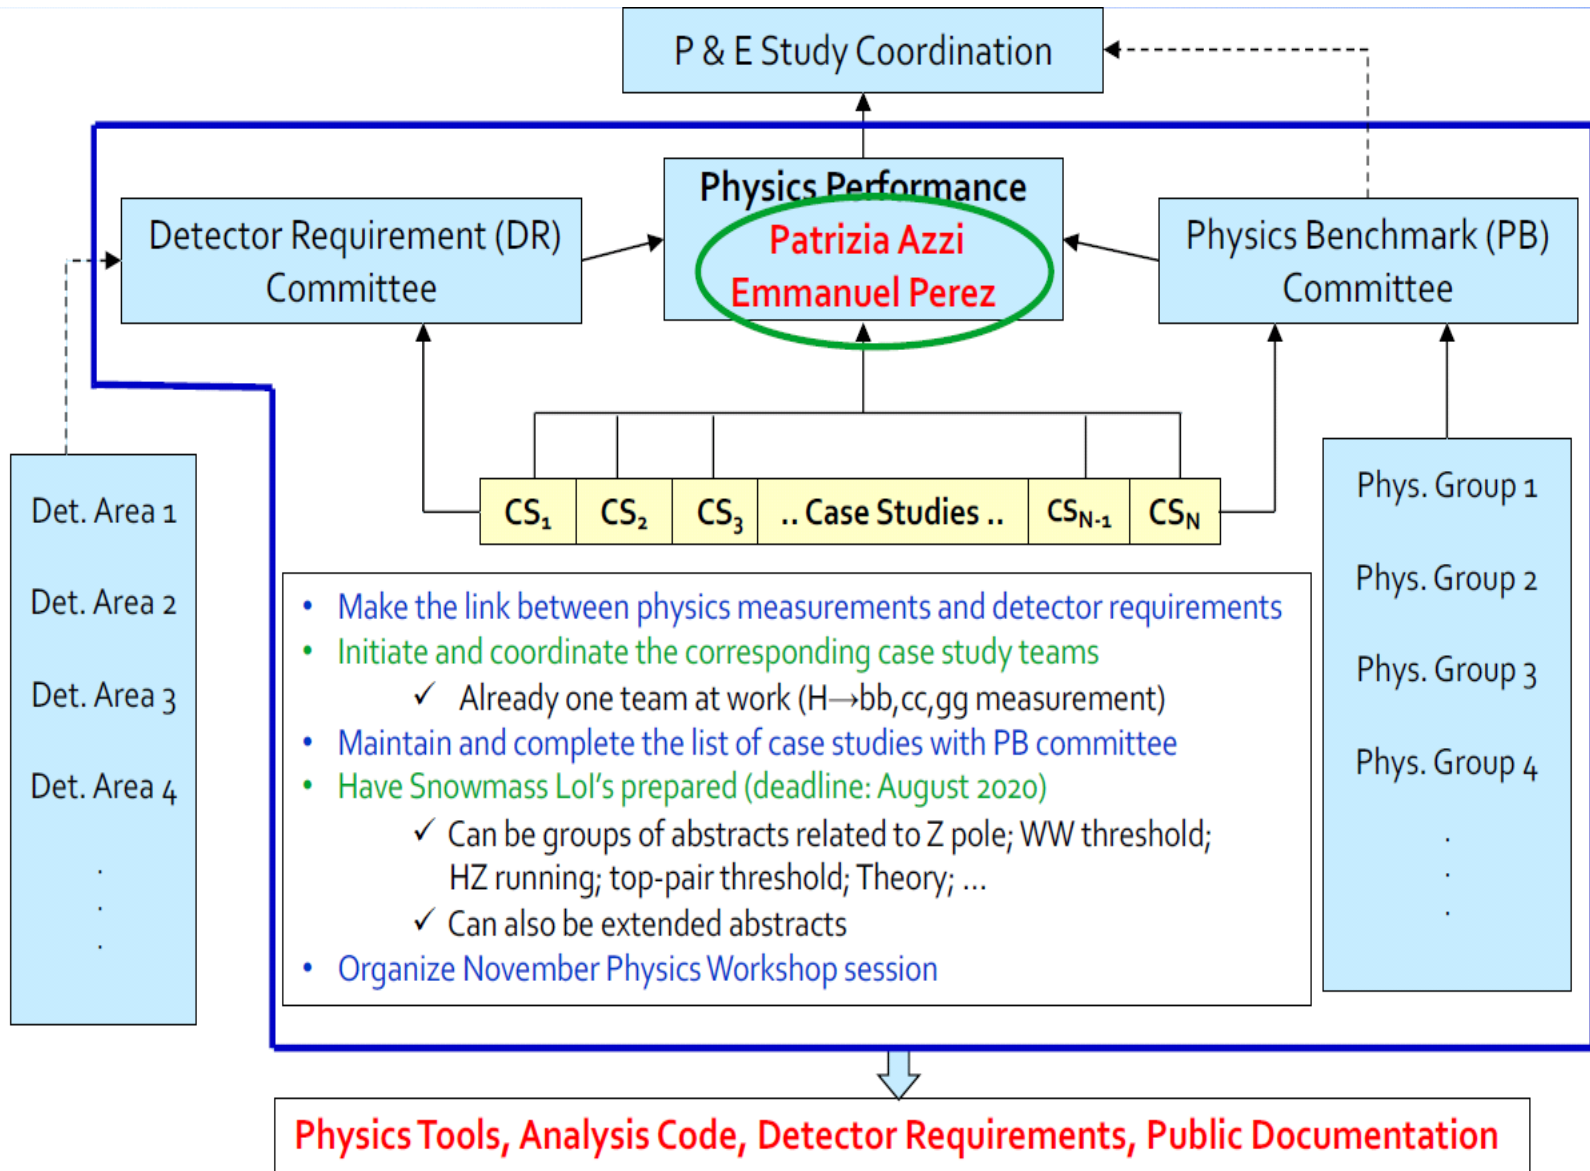 P & E Study Coordination
Physics Performance
Patrizia Azzi
Emmanuel Perez
Detector Requirement (DR)
Committee
Physics Benchmark (PB)
Committee
CS₁ CS₂ CS₃ .. Case Studies .. CS_N-1 CS_N
Det. Area 1
Det. Area 2
Det. Area 3
Det. Area 4
.
.
.
• Make the link between physics measurements and detector requirements
• Initiate and coordinate the corresponding case study teams
✓ Already one team at work (H→bb,cc,gg measurement)
• Maintain and complete the list of case studies with PB committee
• Have Snowmass LoI's prepared (deadline: August 2020)
✓ Can be groups of abstracts related to Z pole; WW threshold;
HZ running; top-pair threshold; Theory; ...
✓ Can also be extended abstracts
• Organize November Physics Workshop session
Phys. Group 1
Phys. Group 2
Phys. Group 3
Phys. Group 4
.
.
.
Physics Tools, Analysis Code, Detector Requirements, Public Documentation